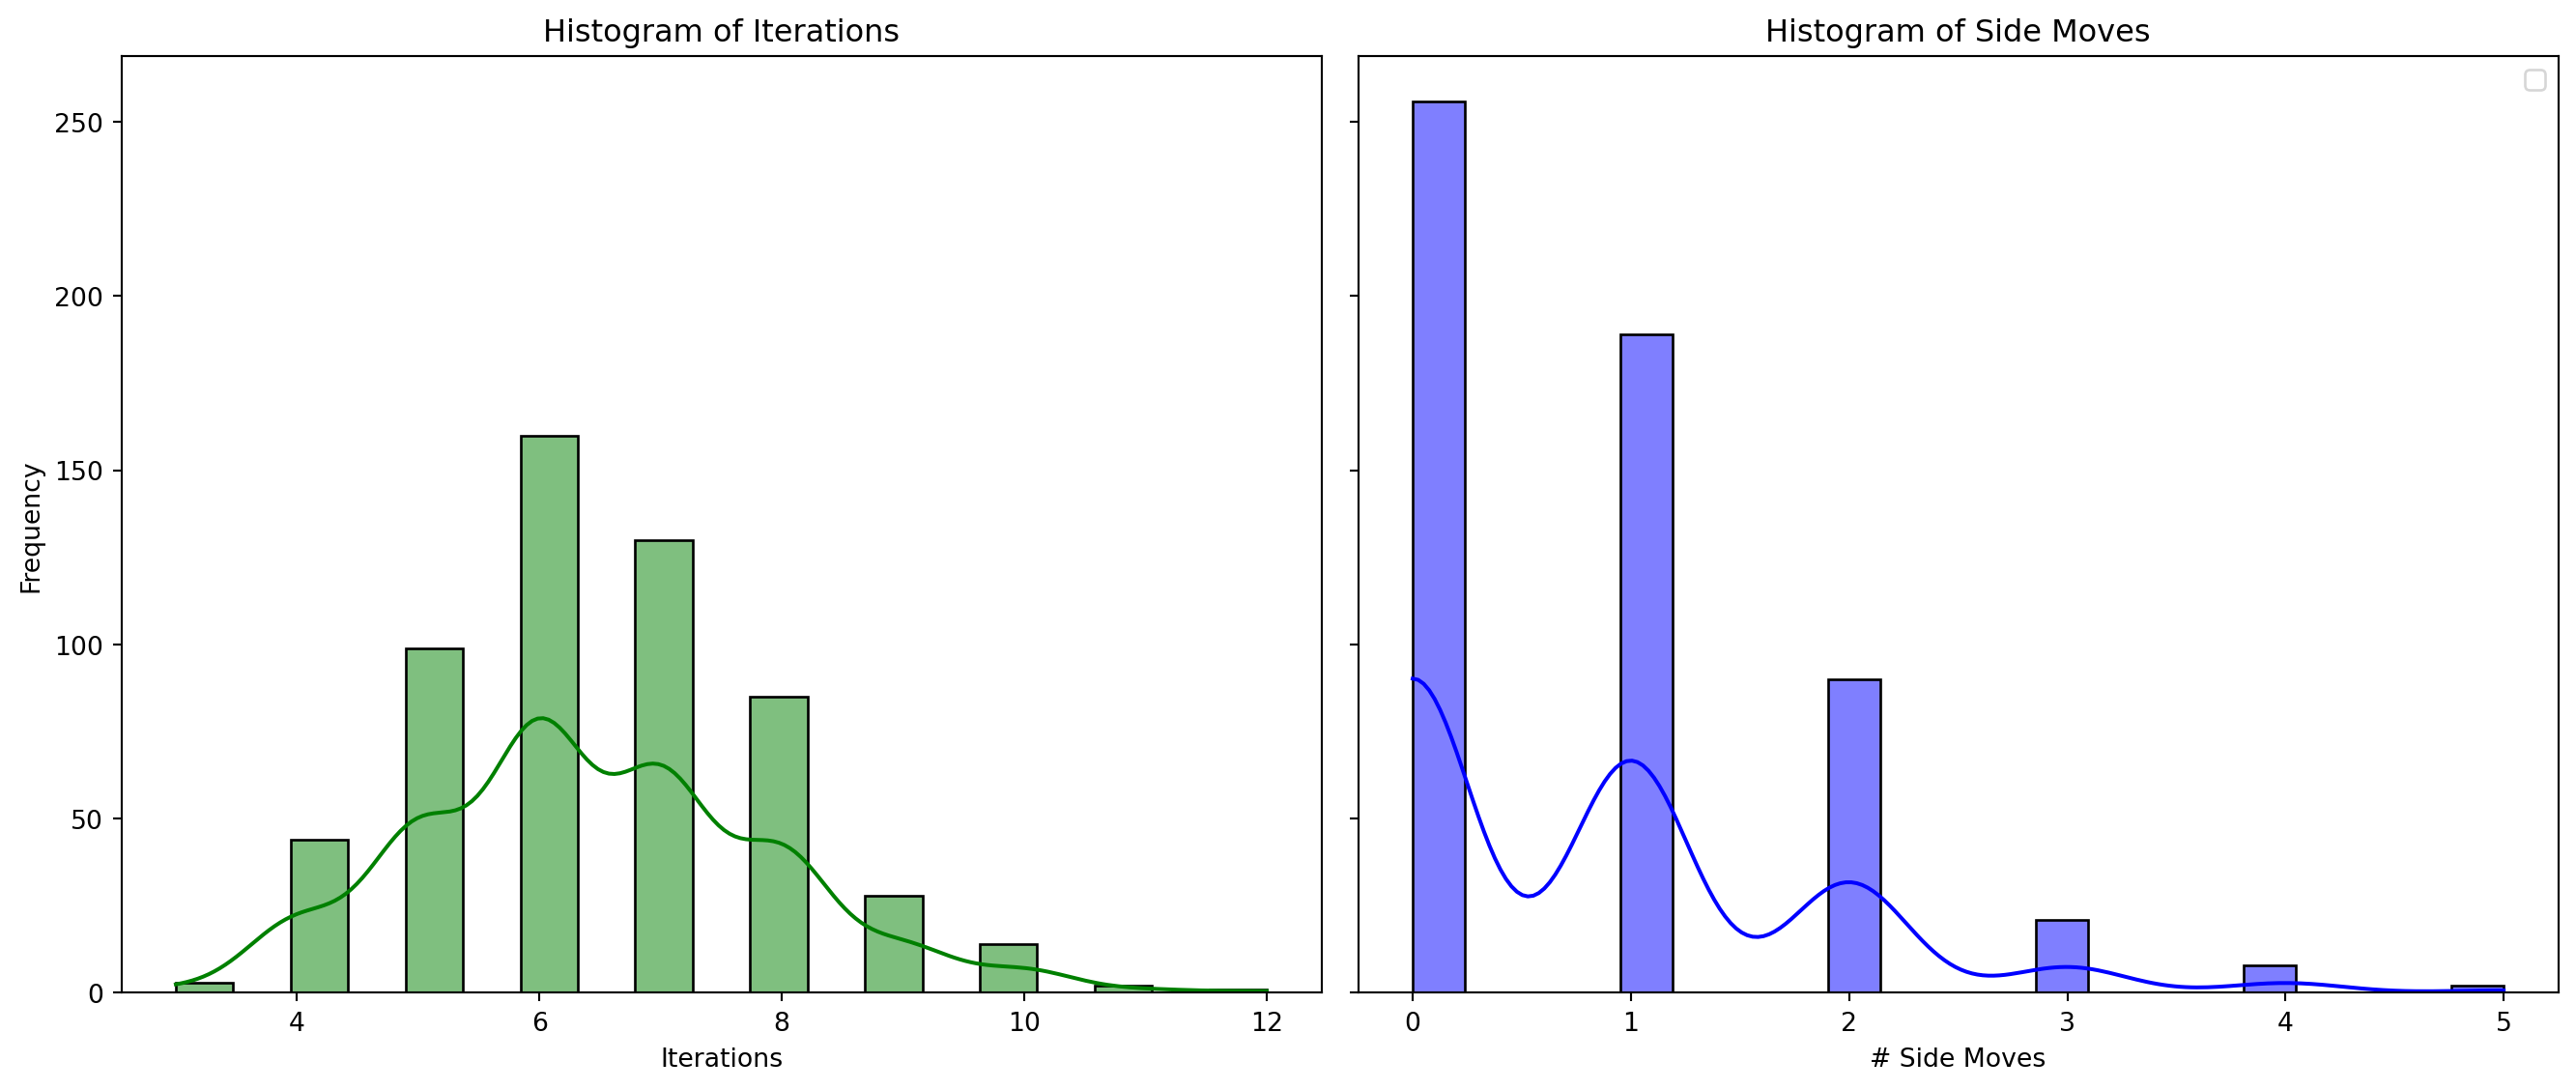 Histogram of Iterations
250
200
150
100
50
0
Frequency
4 6 8 10 12
Iterations
Histogram of Side Moves
0 1 2 3 4 5
# Side Moves